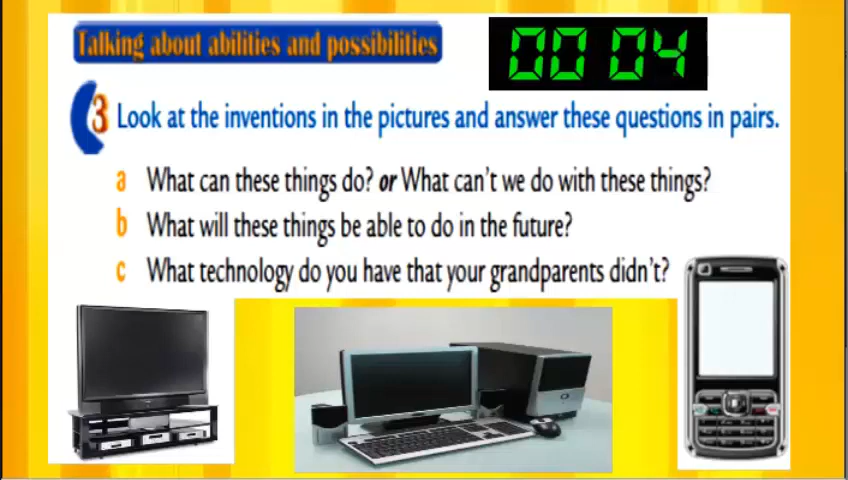 Talking about abilities and possibilities
00 04
3 Look at the inventions in the pictures and answer these questions in pairs.
a What can these things do? or What can't we do with these things?
b What will these things be able to do in the future?
c What technology do you have that your grandparents didn't?